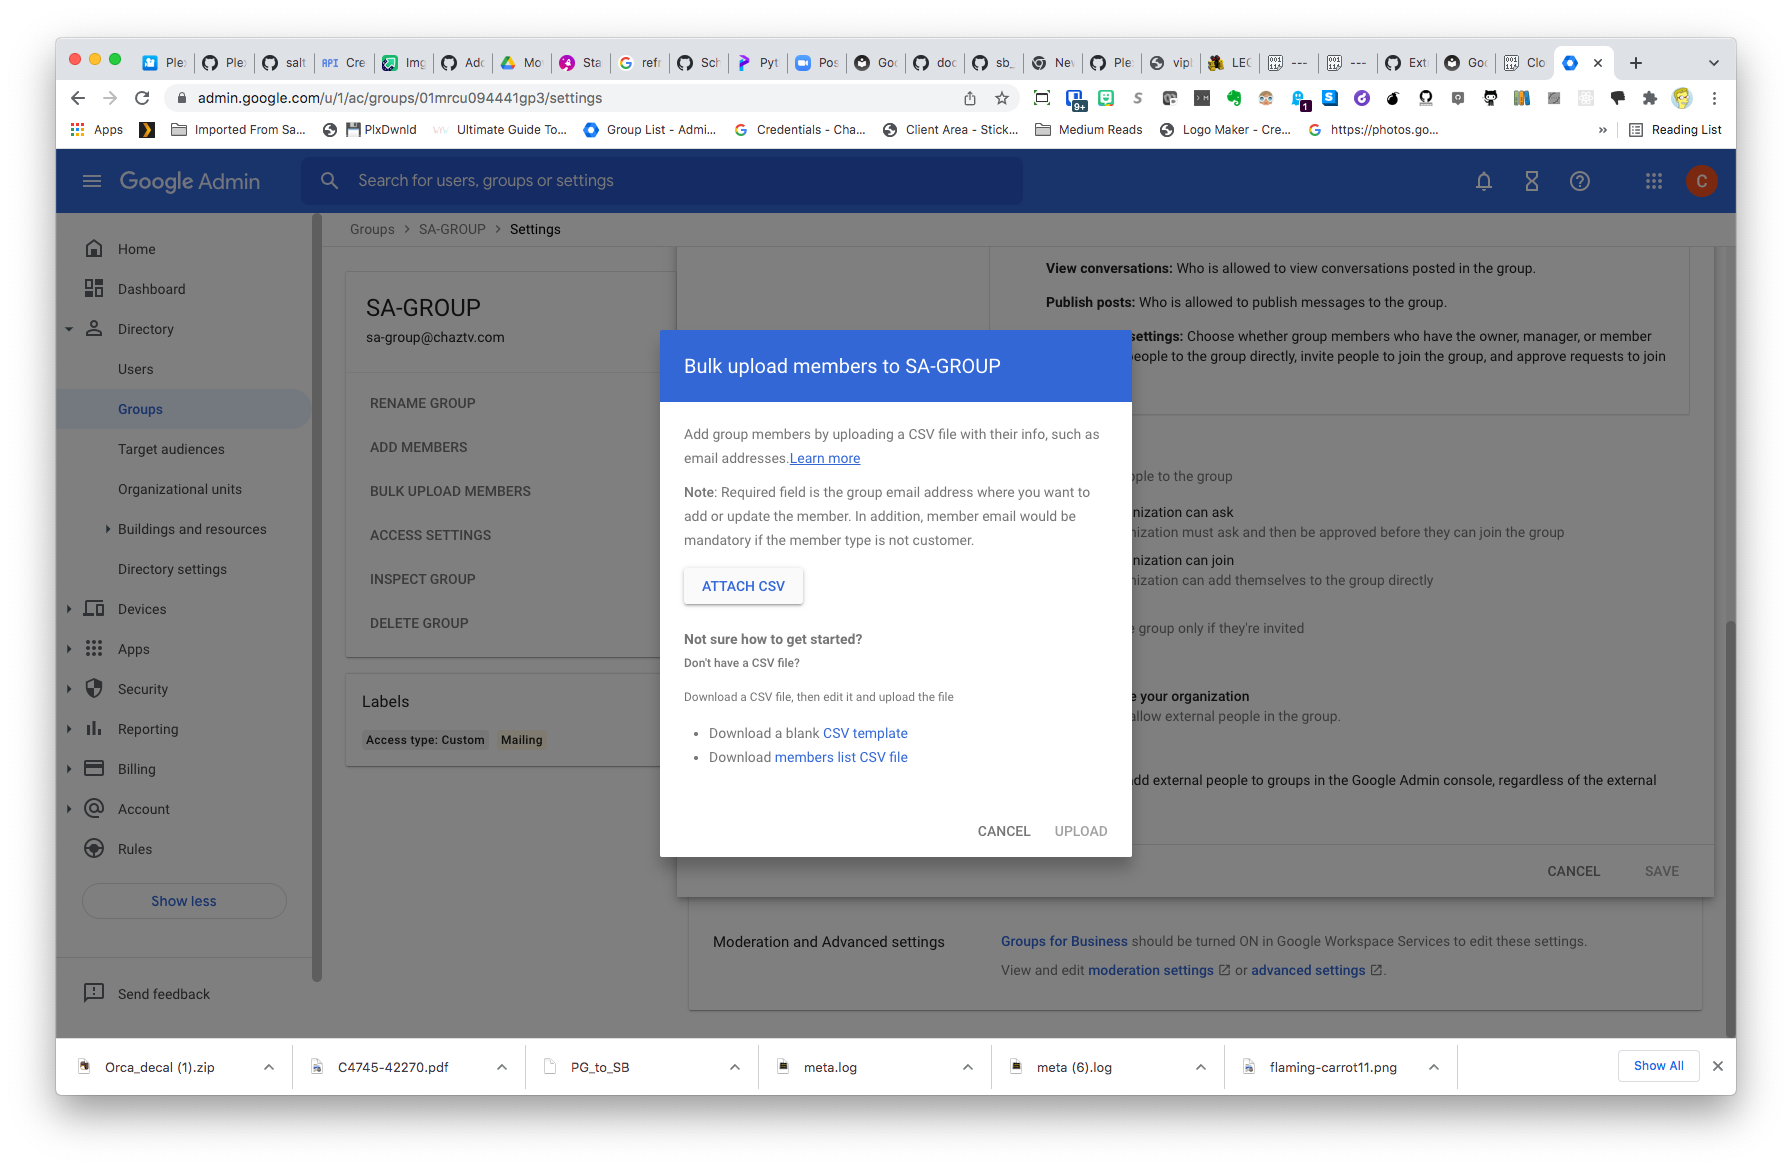 Plex
Plex
salt
API Cre
Img
Add
Mov
Sta
refr
Sch
Pyt
Pos
Goo
doc
sb_
Nev
Ple
vipl
LEG
---
---
Ext
Goo
Clo
admin.google.com/u/1/ac/groups/01mrcu094441gp3/settings
9+
1
Apps
Imported From Sa...
PlxDwnld
Ultimate Guide To...
Group List - Admi...
Credentials - Cha...
Client Area - Stick...
Medium Reads
Logo Maker - Cre...
https://photos.go...
»
Reading List
Google Admin
Search for users, groups or settings
C
Groups > SA-GROUP > Settings
Home
Dashboard
Directory
Users
Groups
Target audiences
Organizational units
Buildings and resources
Directory settings
Devices
Apps
Security
Reporting
Billing
Account
Rules
Show less
Send feedback
SA-GROUP
sa-group@chaztv.com
RENAME GROUP
ADD MEMBERS
BULK UPLOAD MEMBERS
ACCESS SETTINGS
INSPECT GROUP
DELETE GROUP
Labels
Access type: Custom
Mailing
View conversations: Who is allowed to view conversations posted in the group.
Publish posts: Who is allowed to publish messages to the group.
settings: Choose whether group members who have the owner, manager, or member
eople to the group directly, invite people to join the group, and approve requests to join
Bulk upload members to SA-GROUP
Add group members by uploading a CSV file with their info, such as
email addresses.Learn more
Note: Required field is the group email address where you want to
add or update the member. In addition, member email would be
mandatory if the member type is not customer.
ATTACH CSV
Not sure how to get started?
Don't have a CSV file?
Download a CSV file, then edit it and upload the file
• Download a blank CSV template
• Download members list CSV file
CANCEL
UPLOAD
ple to the group
nization can ask
nization must ask and then be approved before they can join the group
nization can join
nization can add themselves to the group directly
e group only if they're invited
e your organization
allow external people in the group.
dd external people to groups in the Google Admin console, regardless of the external
CANCEL
SAVE
Moderation and Advanced settings
Groups for Business should be turned ON in Google Workspace Services to edit these settings.
View and edit moderation settings or advanced settings .
Orca_decal (1).zip
C4745-42270.pdf
PG_to_SB
meta.log
meta (6).log
flaming-carrot11.png
Show All